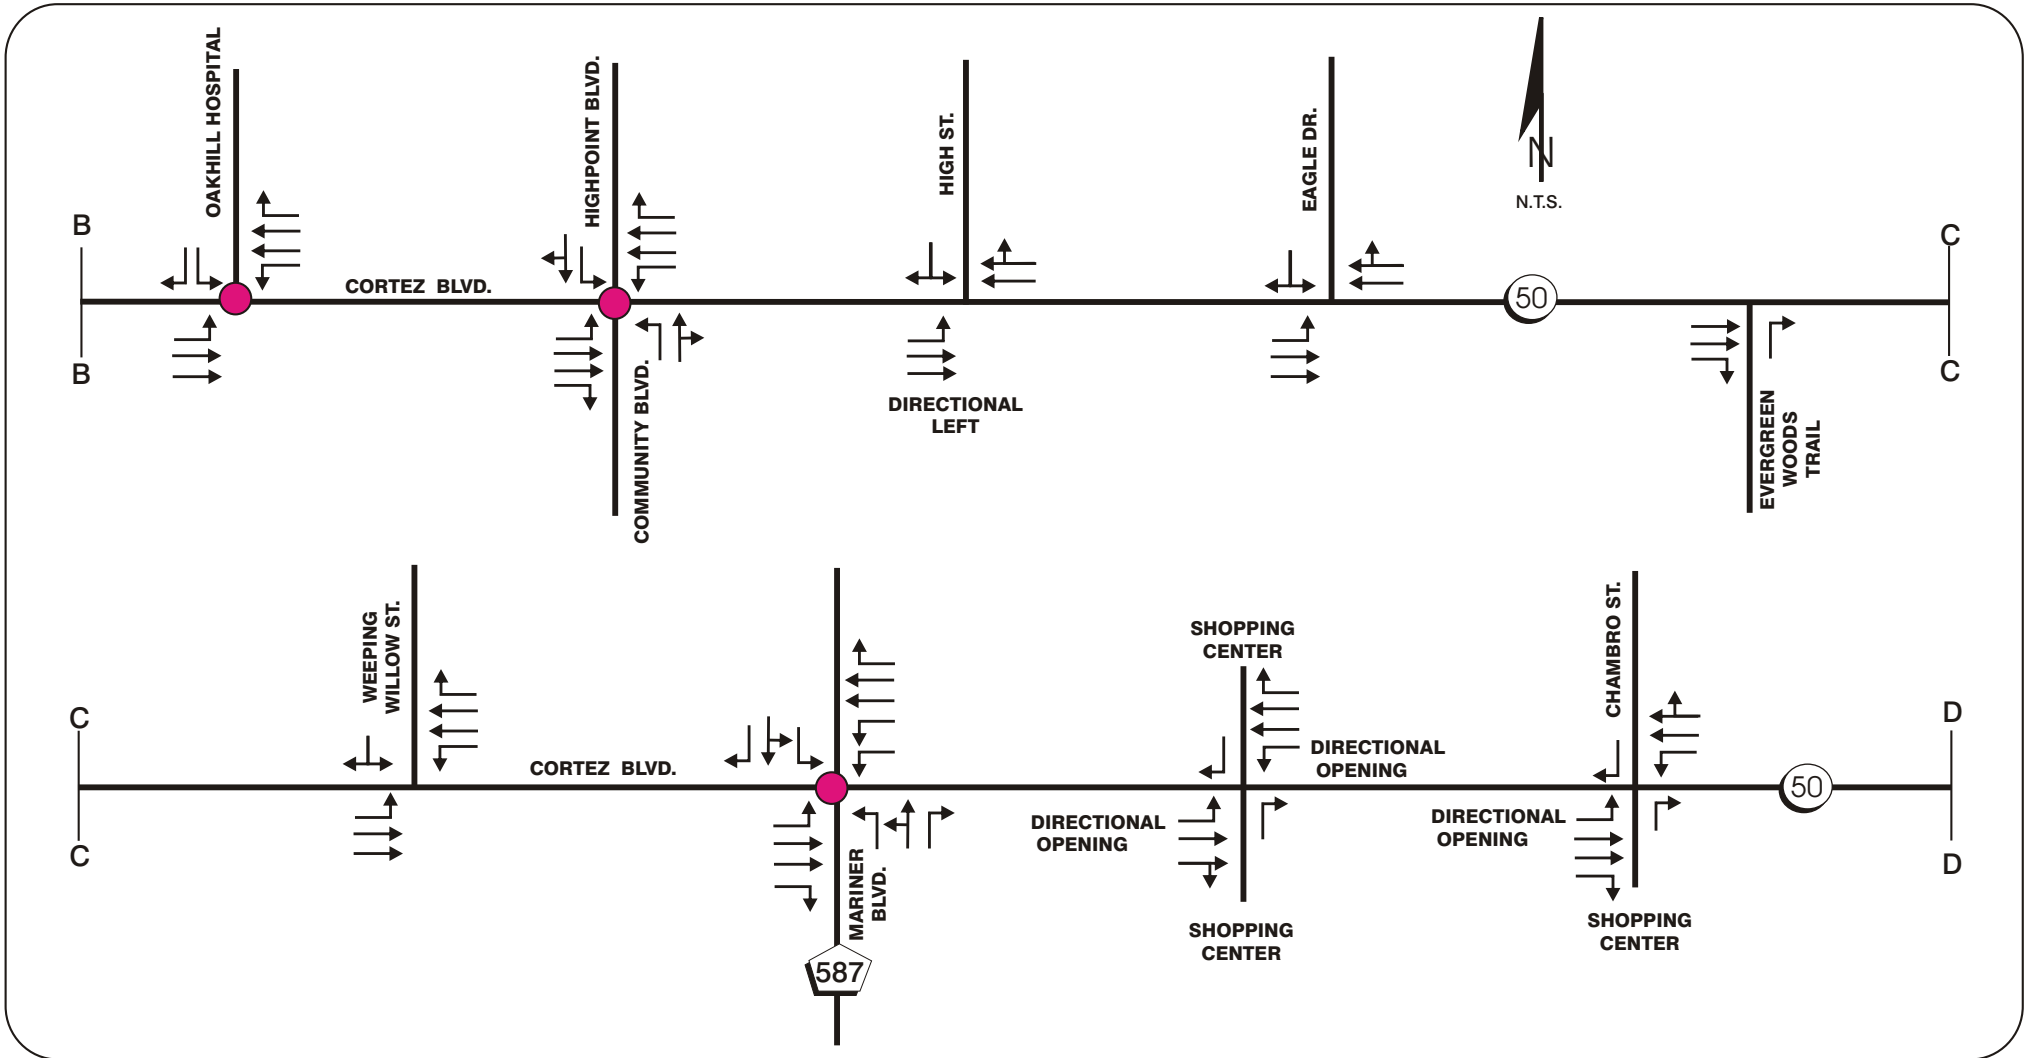 OAKHILL HOSPITAL
HIGHPOINT BLVD.
HIGH ST.
EAGLE DR.
N
N.T.S.
B
C
CORTEZ BLVD.
50
B
C
COMMUNITY BLVD.
DIRECTIONAL
LEFT
EVERGREEN
WOODS
TRAIL
WEEPING
WILLOW ST.
SHOPPING
CENTER
CHAMBRO ST.
C
D
CORTEZ BLVD.
DIRECTIONAL
OPENING
50
DIRECTIONAL
OPENING
DIRECTIONAL
OPENING
C
D
MARINER
BLVD.
SHOPPING
CENTER
SHOPPING
CENTER
587